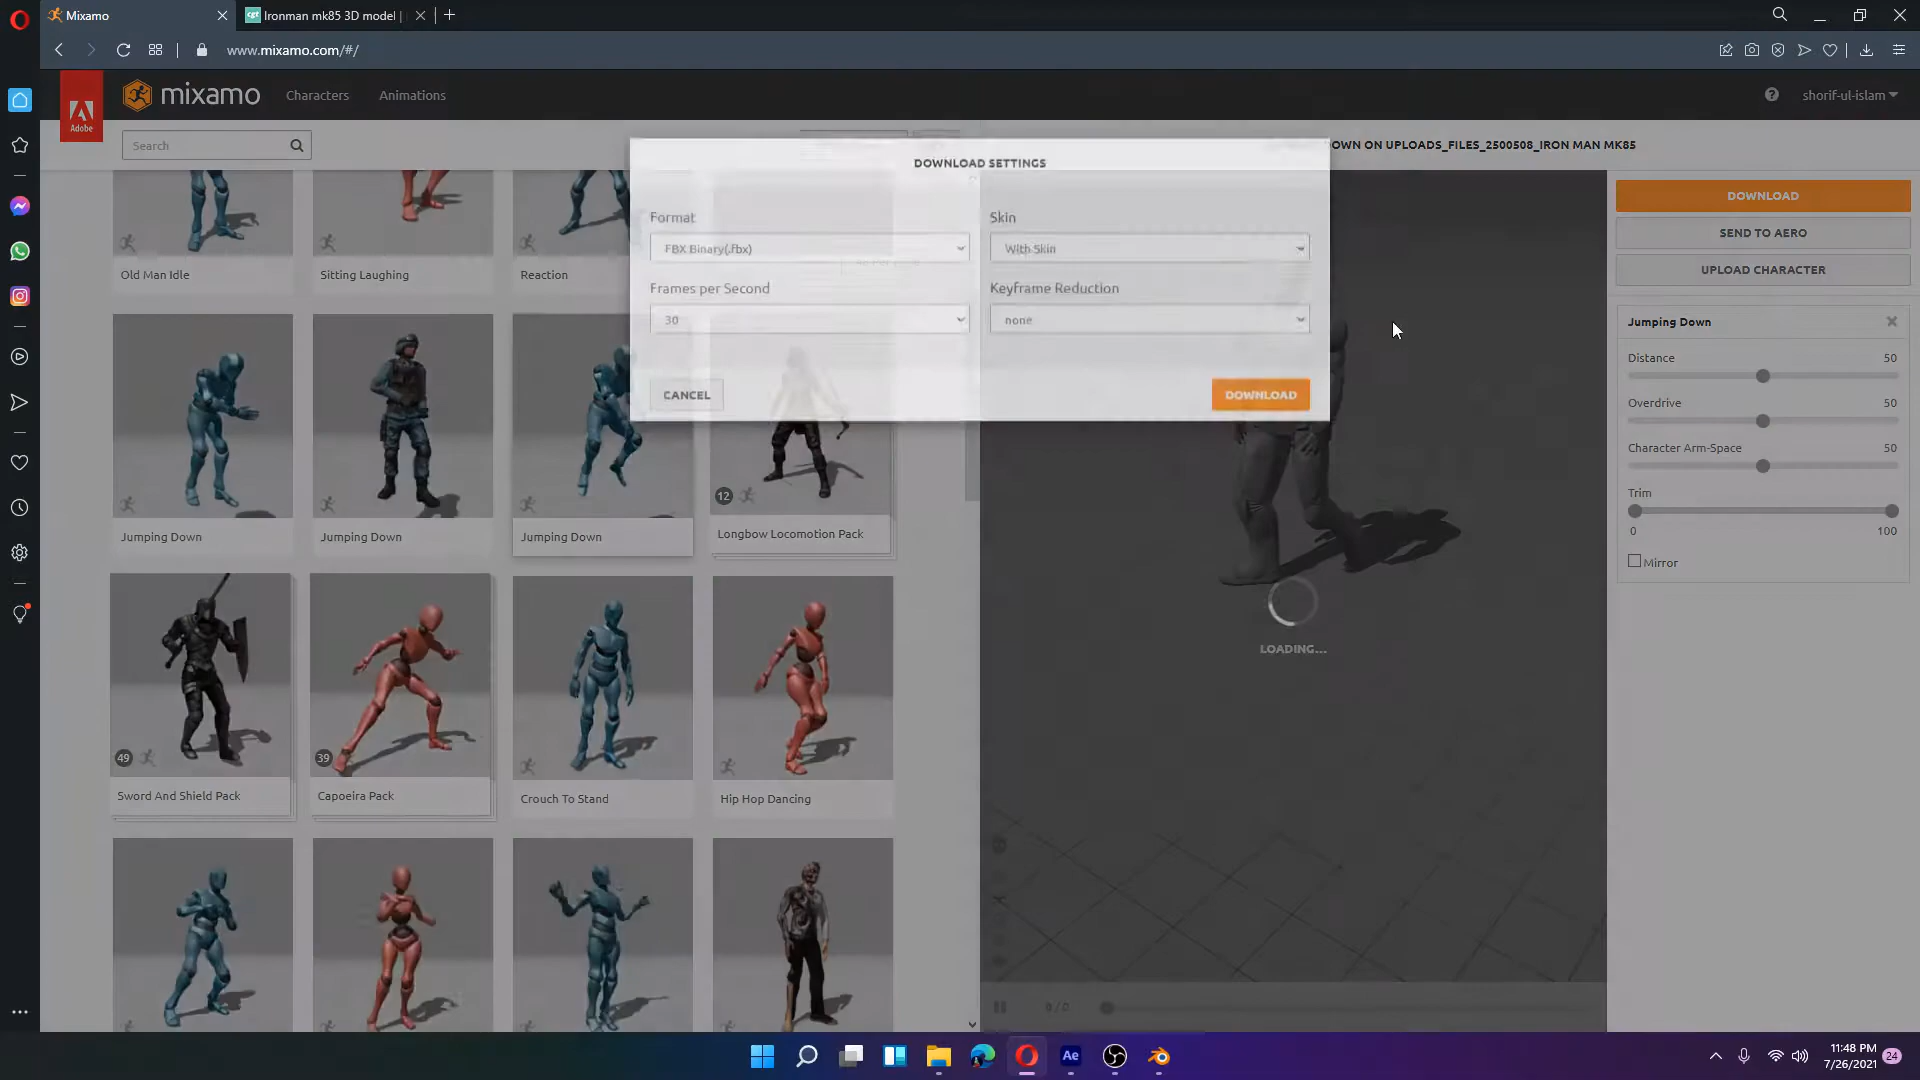 Mixamo
cgt Ironman mk85 3D model |
www.mixamo.com/#/
Adobe
mixamo
Characters
Animations
shorif-ul-islam
Search
DOWN ON UPLOADS_FILES_2500508_IRON MAN MK85
DOWNLOAD SETTINGS
Format
Skin
FBX Binary(.fbx)
With Skin
Frames per Second
Keyframe Reduction
30
none
CANCEL
DOWNLOAD
DOWNLOAD
SEND TO AERO
UPLOAD CHARACTER
Jumping Down
Distance 50
Overdrive 50
Character Arm-Space 50
Trim
0 100
Mirror
Old Man Idle
Sitting Laughing
Reaction
Jumping Down
Jumping Down
Jumping Down
12
Longbow Locomotion Pack
49
39
Sword And Shield Pack
Capoeira Pack
Crouch To Stand
Hip Hop Dancing
LOADING...
0 / 0
Ae
11:48 PM
7/26/2021
24